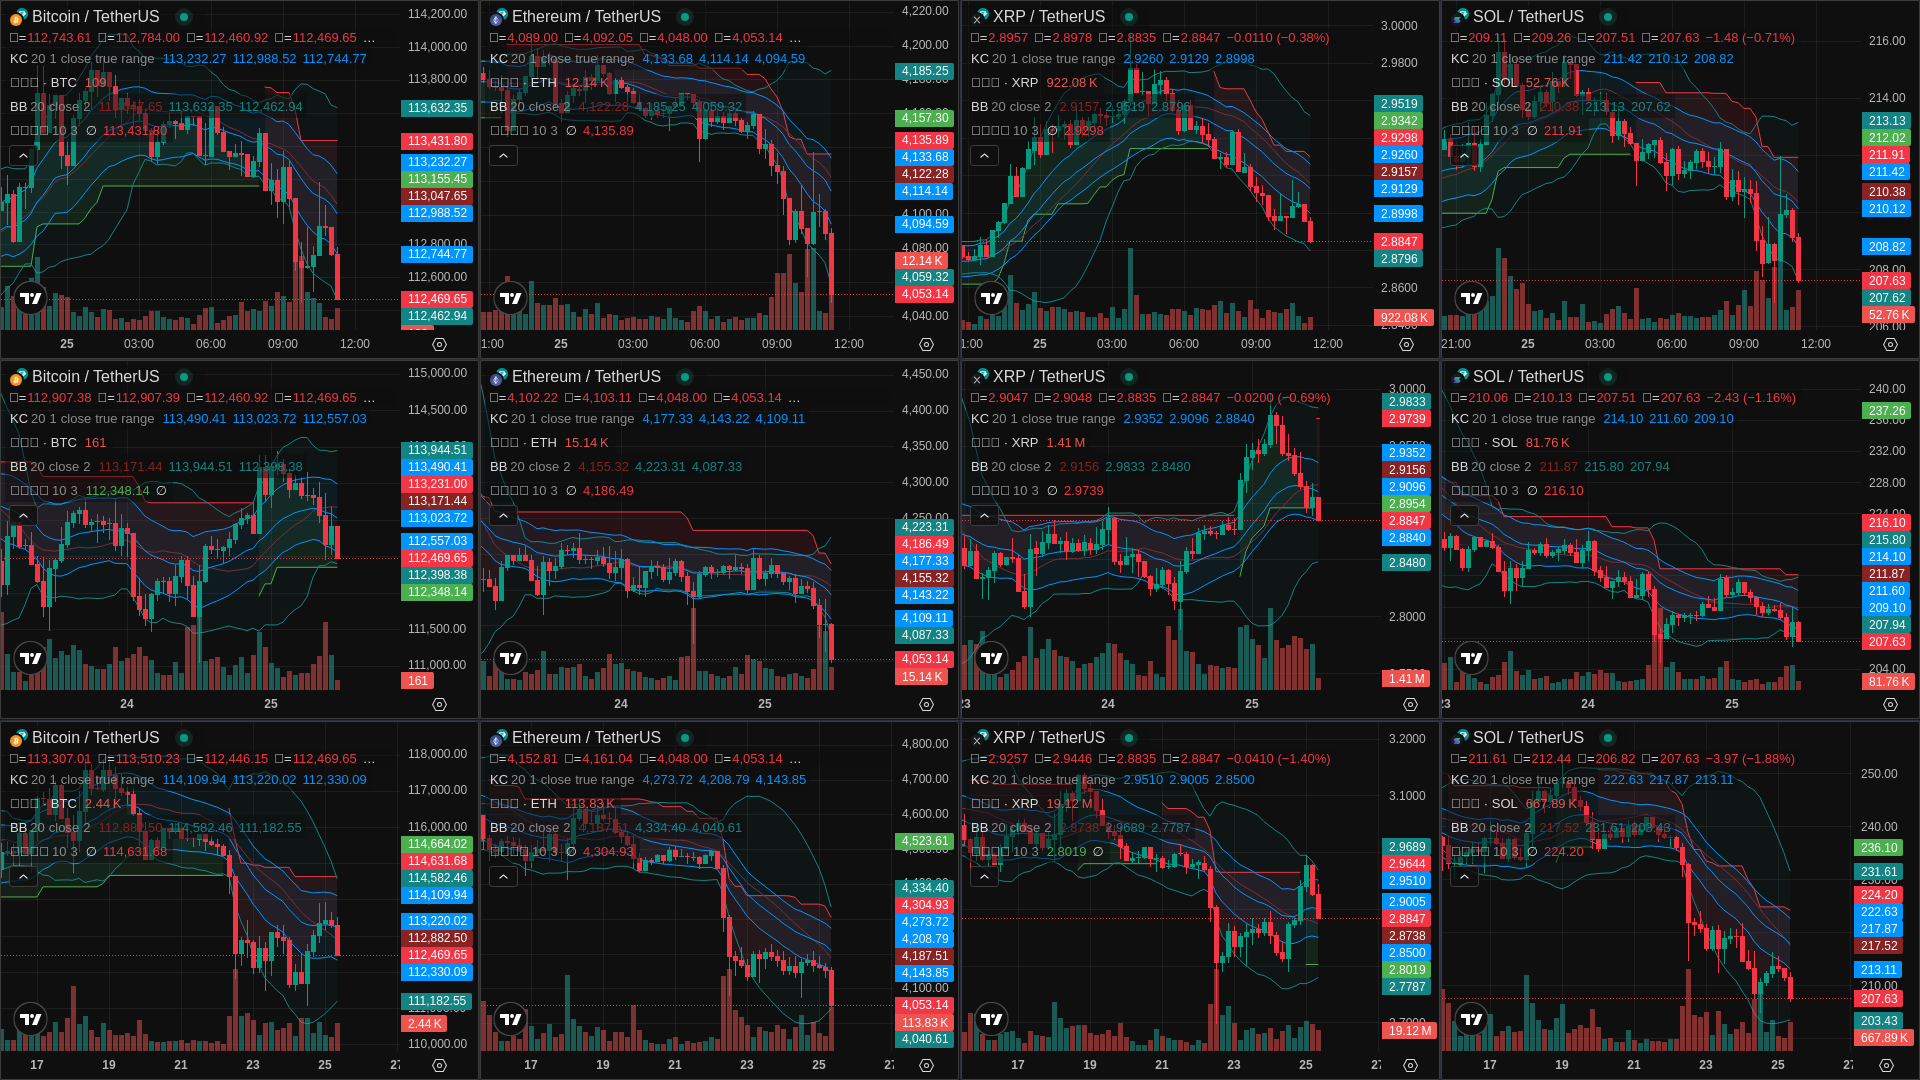 Bitcoin / TetherUS
=112,743.61 =112,784.00 =112,460.92 =112,469.65 ...
KC 20 1 close true range 113,232.27 112,988.52 112,744.77
· BTC 109
BB 20 close 2 113,047.65 113,632.35 112,462.94
10 3 ∅ 113,431.80
114,200.00
114,000.00
113,800.00
113,632.35
113,431.80
113,232.27
113,155.45
113,047.65
112,988.52
112,800.00
112,744.77
112,600.00
112,469.65
112,462.94
25 03:00 06:00 09:00 12:00
Ethereum / TetherUS
=4,089.00 =4,092.05 =4,048.00 =4,053.14 ...
KC 20 1 close true range 4,133.68 4,114.14 4,094.59
· ETH 12.14 K
BB 20 close 2 4,122.28 4,185.25 4,059.32
10 3 ∅ 4,135.89
4,220.00
4,200.00
4,185.25
4,157.30
4,135.89
4,133.68
4,122.28
4,114.14
4,100.00
4,094.59
4,080.00
12.14 K
4,059.32
4,053.14
4,040.00
1:00 25 03:00 06:00 09:00 12:00
XRP / TetherUS
=2.8957 =2.8978 =2.8835 =2.8847 −0.0110 (−0.38%)
KC 20 1 close true range 2.9260 2.9129 2.8998
· XRP 922.08 K
BB 20 close 2 2.9157 2.9519 2.8796
10 3 ∅ 2.9298
3.0000
2.9800
2.9519
2.9342
2.9298
2.9260
2.9157
2.9129
2.8998
2.8847
2.8796
2.8600
922.08 K
1:00 25 03:00 06:00 09:00 12:00
SOL / TetherUS
=209.11 =209.26 =207.51 =207.63 −1.48 (−0.71%)
KC 20 1 close true range 211.42 210.12 208.82
· SOL 52.76 K
BB 20 close 2 210.38 213.13 207.62
10 3 ∅ 211.91
216.00
214.00
213.13
212.02
211.91
211.42
210.38
210.12
208.82
208.00
207.63
207.62
52.76 K
206.00
21:00 25 03:00 06:00 09:00 12:00
Bitcoin / TetherUS
=112,907.38 =112,907.39 =112,460.92 =112,469.65 ...
KC 20 1 close true range 113,490.41 113,023.72 112,557.03
· BTC 161
BB 20 close 2 113,171.44 113,944.51 112,398.38
10 3 112,348.14 ∅
115,000.00
114,500.00
113,944.51
113,490.41
113,231.00
113,171.44
113,023.72
112,557.03
112,469.65
112,398.38
112,348.14
111,500.00
111,000.00
161
24 25
Ethereum / TetherUS
=4,102.22 =4,103.11 =4,048.00 =4,053.14 ...
KC 20 1 close true range 4,177.33 4,143.22 4,109.11
· ETH 15.14 K
BB 20 close 2 4,155.32 4,223.31 4,087.33
10 3 ∅ 4,186.49
4,450.00
4,400.00
4,350.00
4,300.00
4,250.00
4,223.31
4,186.49
4,177.33
4,155.32
4,143.22
4,109.11
4,087.33
4,053.14
15.14 K
24 25
XRP / TetherUS
=2.9047 =2.9048 =2.8835 =2.8847 −0.0200 (−0.69%)
KC 20 1 close true range 2.9352 2.9096 2.8840
· XRP 1.41 M
BB 20 close 2 2.9156 2.9833 2.8480
10 3 ∅ 2.9739
3.0000
2.9833
2.9739
2.9352
2.9156
2.9096
2.8954
2.8847
2.8840
2.8480
2.8000
1.41 M
23 24 25
SOL / TetherUS
=210.06 =210.13 =207.51 =207.63 −2.43 (−1.16%)
KC 20 1 close true range 214.10 211.60 209.10
· SOL 81.76 K
BB 20 close 2 211.87 215.80 207.94
10 3 ∅ 216.10
240.00
237.26
236.00
232.00
228.00
224.00
216.10
215.80
214.10
211.87
211.60
209.10
207.94
207.63
204.00
81.76 K
23 24 25
Bitcoin / TetherUS
=113,307.01 =113,510.23 =112,446.15 =112,469.65 ...
KC 20 1 close true range 114,109.94 113,220.02 112,330.09
· BTC 2.44 K
BB 20 close 2 112,882.50 114,582.46 111,182.55
10 3 ∅ 114,631.68
118,000.00
117,000.00
116,000.00
114,664.02
114,631.68
114,582.46
114,109.94
113,220.02
112,882.50
112,469.65
112,330.09
111,182.55
2.44 K
110,000.00
17 19 21 23 25
Ethereum / TetherUS
=4,152.81 =4,161.04 =4,048.00 =4,053.14 ...
KC 20 1 close true range 4,273.72 4,208.79 4,143.85
· ETH 113.83 K
BB 20 close 2 4,187.51 4,334.40 4,040.61
10 3 ∅ 4,304.93
4,800.00
4,700.00
4,600.00
4,523.61
4,334.40
4,304.93
4,273.72
4,208.79
4,187.51
4,143.85
4,100.00
4,053.14
113.83 K
4,040.61
17 19 21 23 25
XRP / TetherUS
=2.9257 =2.9446 =2.8835 =2.8847 −0.0410 (−1.40%)
KC 20 1 close true range 2.9510 2.9005 2.8500
· XRP 19.12 M
BB 20 close 2 2.8738 2.9689 2.7787
10 3 2.8019 ∅
3.2000
3.1000
2.9689
2.9644
2.9510
2.9005
2.8847
2.8738
2.8500
2.8019
2.7787
19.12 M
17 19 21 23 25
SOL / TetherUS
=211.61 =212.44 =206.82 =207.63 −3.97 (−1.88%)
KC 20 1 close true range 222.63 217.87 213.11
· SOL 667.89 K
BB 20 close 2 217.52 231.61 203.43
10 3 ∅ 224.20
250.00
240.00
236.10
231.61
224.20
222.63
217.87
217.52
213.11
210.00
207.63
203.43
667.89 K
17 19 21 23 25